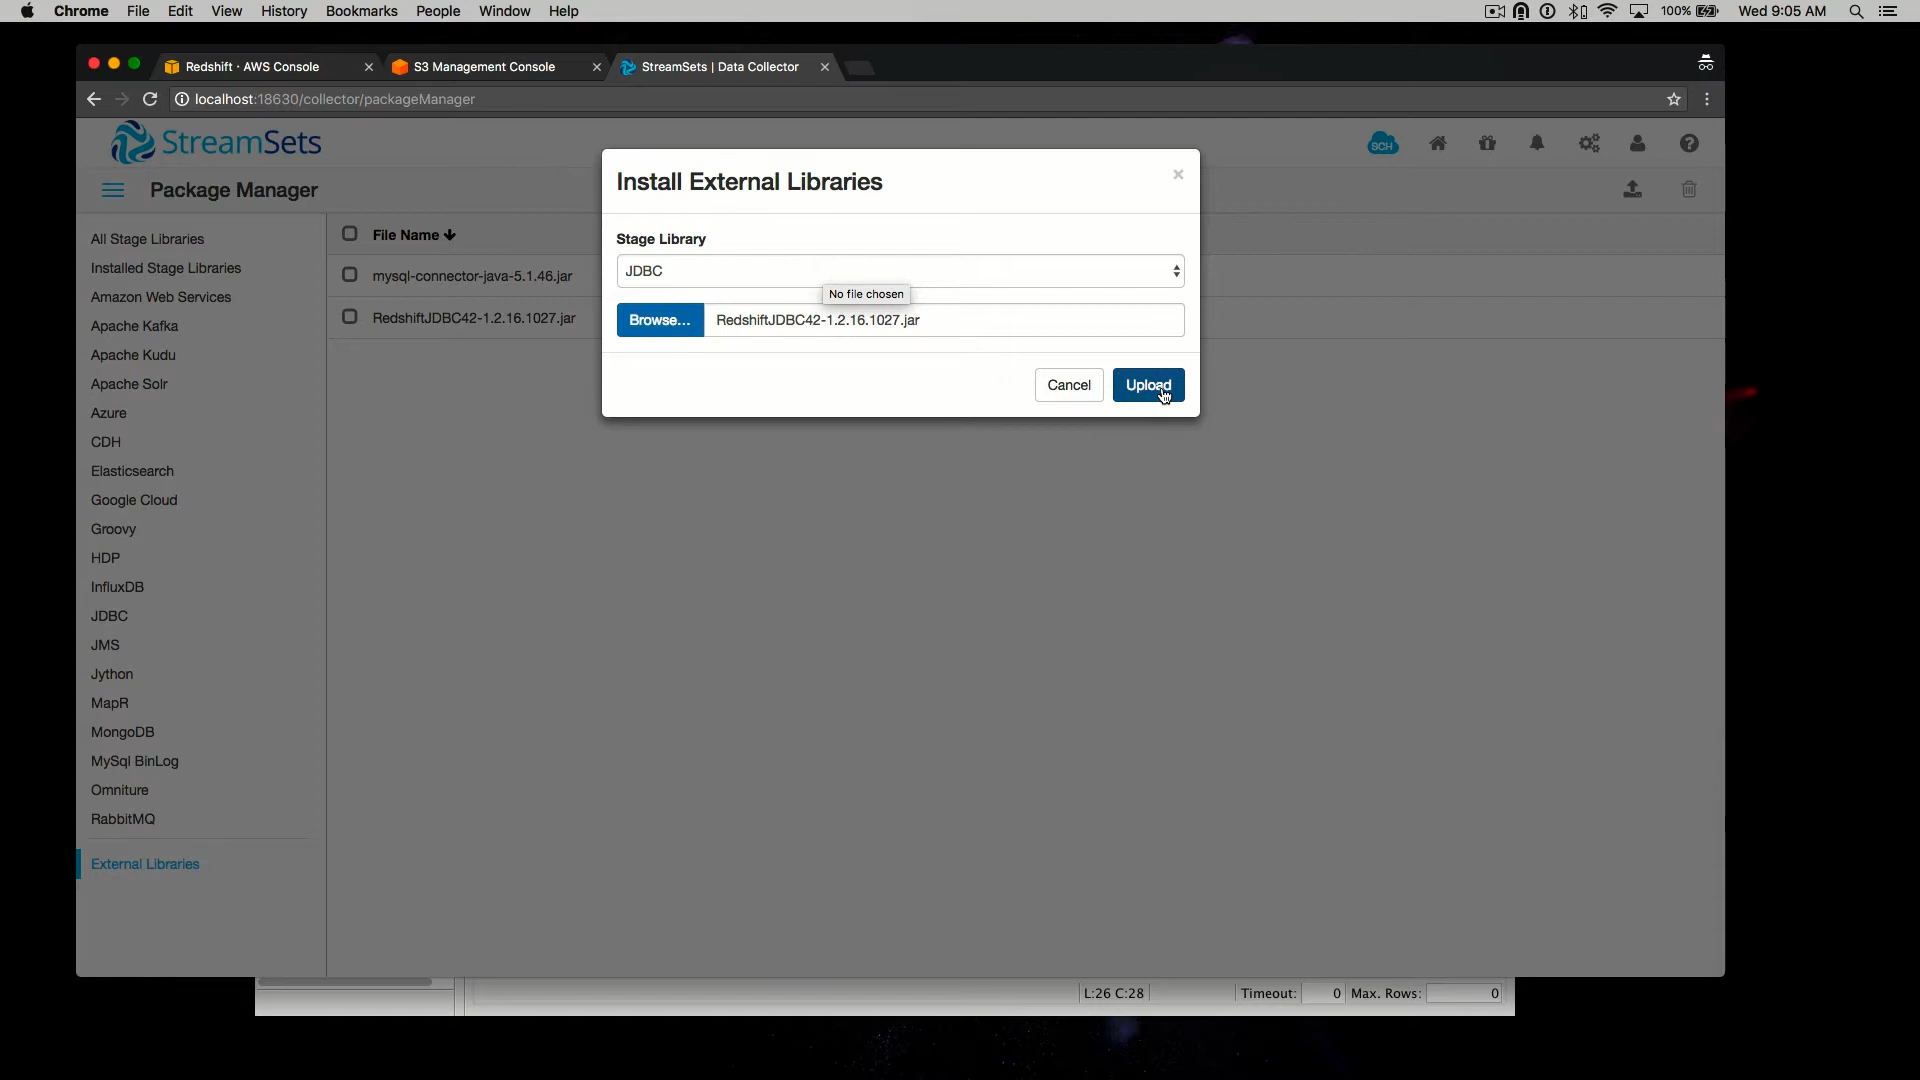 Chrome File Edit View History Bookmarks People Window Help 100% Wed 9:05 AM
Redshift · AWS Console S3 Management Console StreamSets | Data Collector
localhost:18630/collector/packageManager
StreamSets SCH
Package Manager
Install External Libraries
Stage Library
JDBC
No file chosen
Browse... RedshiftJDBC42-1.2.16.1027.jar
Cancel Upload
File Name
mysql-connector-java-5.1.46.jar
RedshiftJDBC42-1.2.16.1027.jar
All Stage Libraries
Installed Stage Libraries
Amazon Web Services
Apache Kafka
Apache Kudu
Apache Solr
Azure
CDH
Elasticsearch
Google Cloud
Groovy
HDP
InfluxDB
JDBC
JMS
Jython
MapR
MongoDB
MySql BinLog
Omniture
RabbitMQ
External Libraries
L:26 C:28 Timeout: 0 Max. Rows: 0